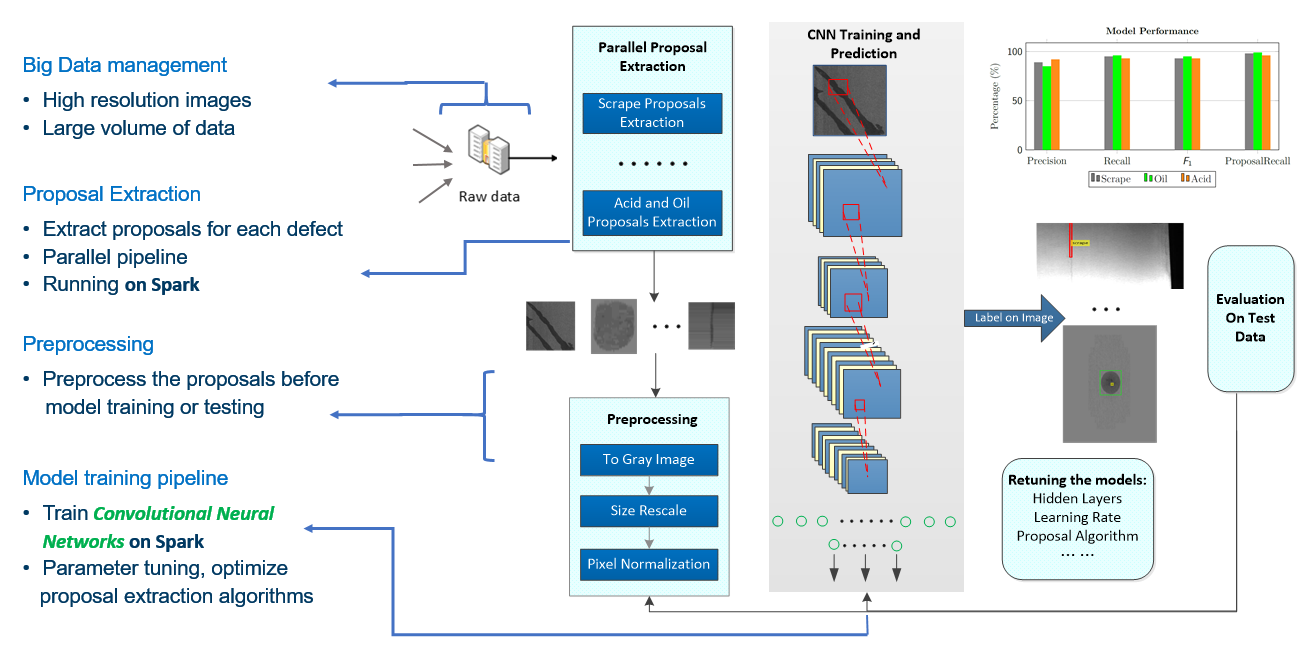 Big Data management
• High resolution images
• Large volume of data
Proposal Extraction
• Extract proposals for each defect
• Parallel pipeline
• Running on Spark
Preprocessing
• Preprocess the proposals before
model training or testing
Model training pipeline
• Train Convolutional Neural
Networks on Spark
• Parameter tuning, optimize
proposal extraction algorithms
Raw data
Parallel Proposal
Extraction
Scrape Proposals
Extraction
......
Acid and Oil
Proposals Extraction
...
Preprocessing
To Gray Image
Size Rescale
Pixel Normalization
CNN Training and
Prediction
......
.....
Label on Image
Model Performance
Percentage (%)
100
50
0
Precision
Recall
F1
ProposalRecall
Scrape
Oil
Acid
scrape
...
Evaluation
On Test
Data
Retuning the models:
Hidden Layers
Learning Rate
Proposal Algorithm
... ...